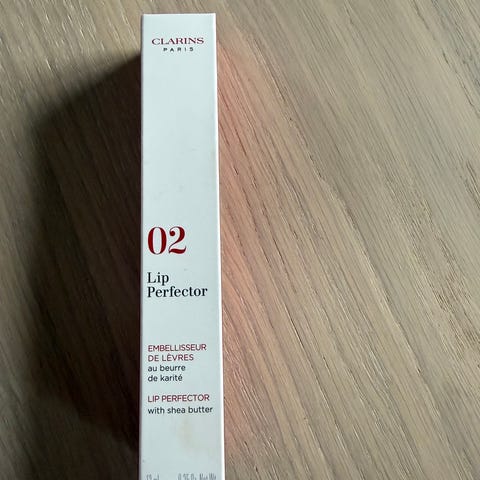 CLARINS
PARIS
02
Lip
Perfector
EMBELLISSEUR
DE LÈVRES
au beurre
de karité
LIP PERFECTOR
with shea butter